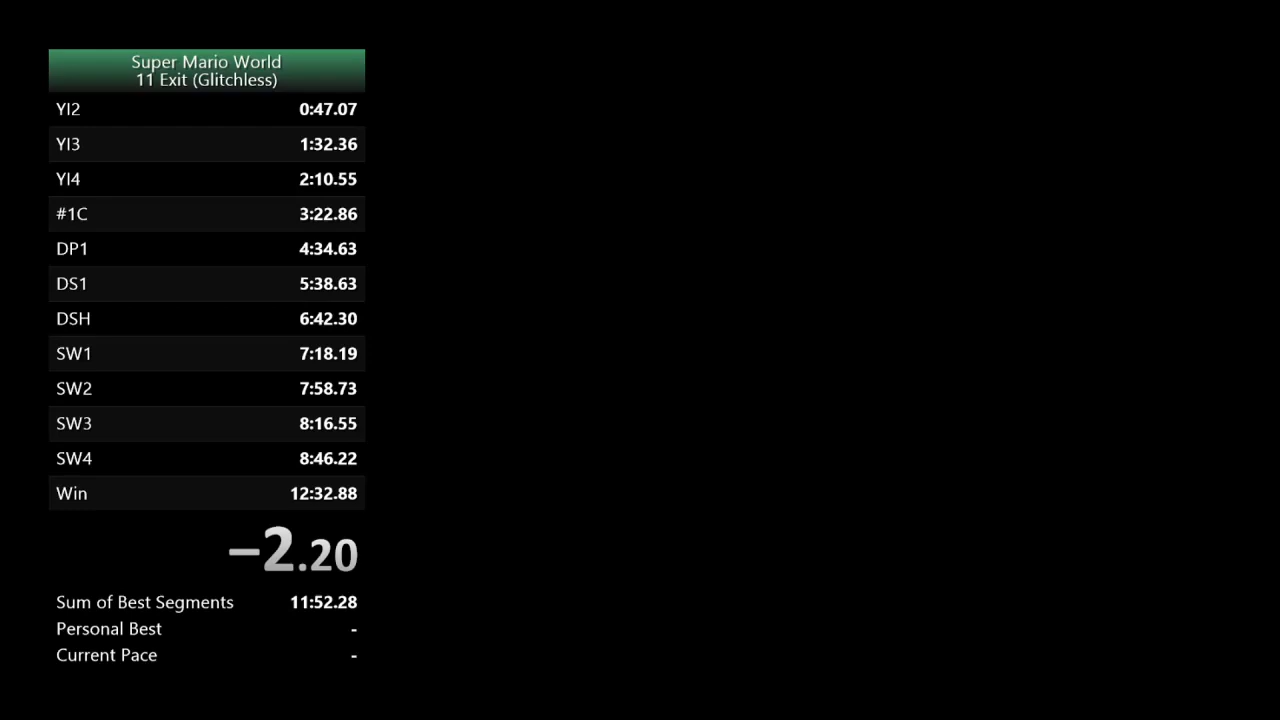 Super Mario World
11 Exit (Glitchless)
YI2 0:47.07
YI3 1:32.36
YI4 2:10.55
#1C 3:22.86
DP1 4:34.63
DS1 5:38.63
DSH 6:42.30
SW1 7:18.19
SW2 7:58.73
SW3 8:16.55
SW4 8:46.22
Win 12:32.88
−2.20
Sum of Best Segments 11:52.28
Personal Best -
Current Pace -